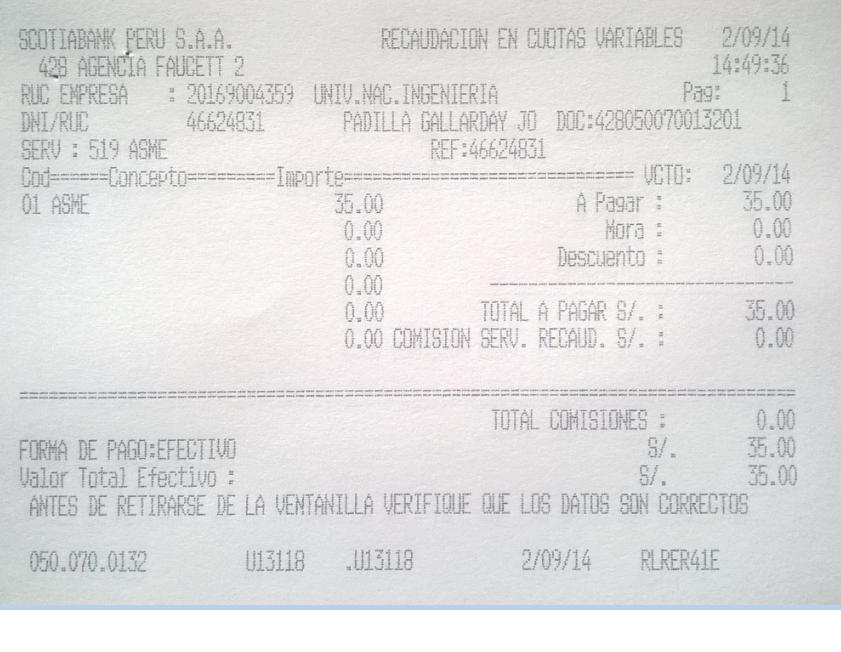 SCOTIABANK PERU S.A.A. RECAUDACION EN CUOTAS VARIABLES 2/09/14
428 AGENCIA FAUCETT 2 14:49:36
RUC EMPRESA : 20169004359 UNIV.NAC.INGENIERIA Pag: 1
DNI/RUC 46624831 PADILLA GALLARDAY JO DOC:428050070013201
SERV : 519 ASME REF:46624831
Cod======Concepto=========Importe============================== VCTO: 2/09/14
01 ASME 35.00 A Pagar : 35.00
0.00 Mora : 0.00
0.00 Descuento : 0.00
0.00 -------------------------------
0.00 TOTAL A PAGAR S/. : 35.00
0.00 COMISION SERV. RECAUD. S/. : 0.00
================================================================================
TOTAL COMISIONES : 0.00
FORMA DE PAGO:EFECTIVO S/. 35.00
Valor Total Efectivo : S/. 35.00
ANTES DE RETIRARSE DE LA VENTANILLA VERIFIQUE QUE LOS DATOS SON CORRECTOS
050.070.0132 U13118 .U13118 2/09/14 RLRER41E